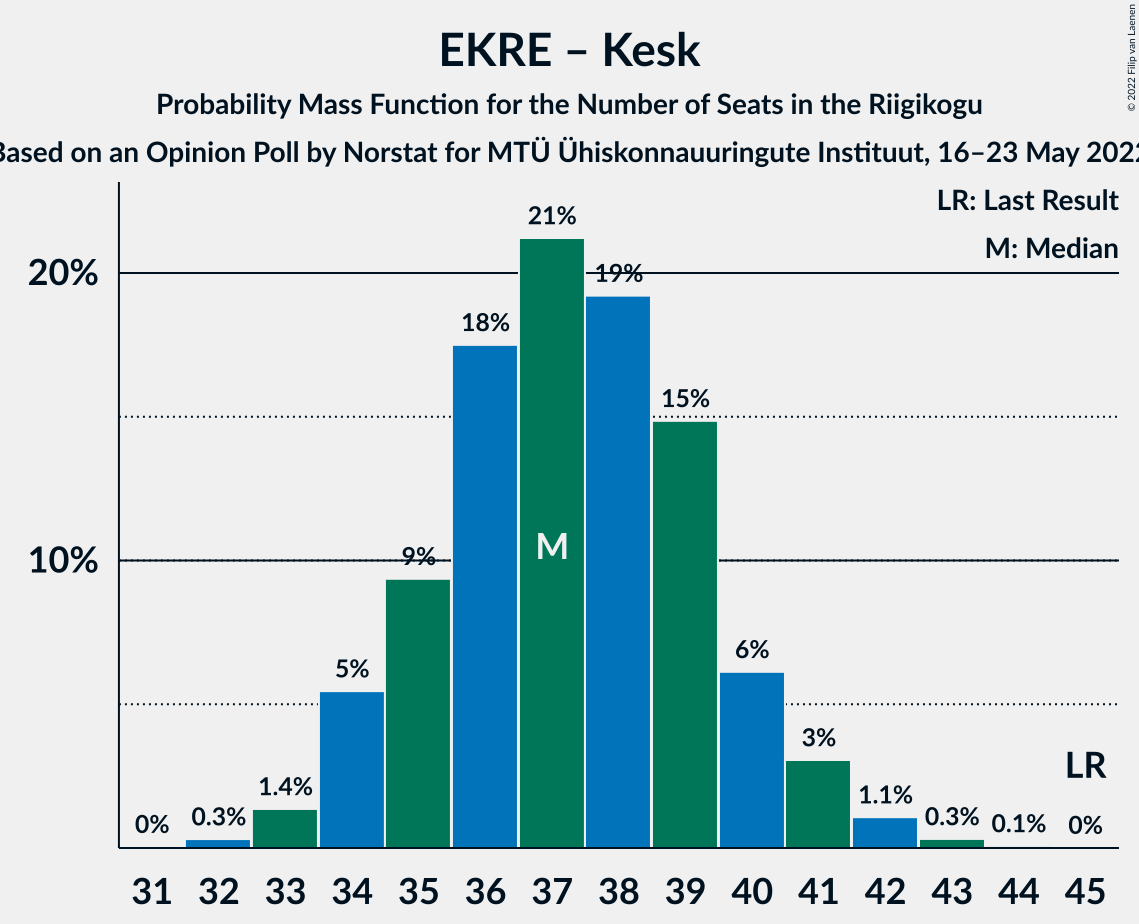 EKRE – Kesk
Probability Mass Function for the Number of Seats in the Riigikogu
Based on an Opinion Poll by Norstat for MTÜ Ühiskonnauuringute Instituut, 16–23 May 2022
© 2022 Filip van Laenen
LR: Last Result
M: Median
20%
10%
0%
0.3%
1.4%
5%
9%
18%
21%
19%
15%
6%
3%
1.1%
0.3%
0.1%
0%
M
LR
31 32 33 34 35 36 37 38 39 40 41 42 43 44 45